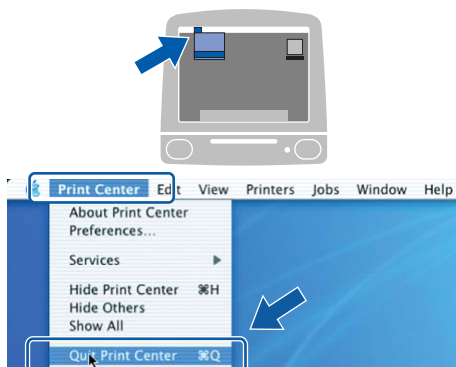 Print Center Edit View Printers Jobs Window Help
About Print Center
Preferences...
Services
Hide Print Center ⌘H
Hide Others
Show All
Quit Print Center ⌘Q